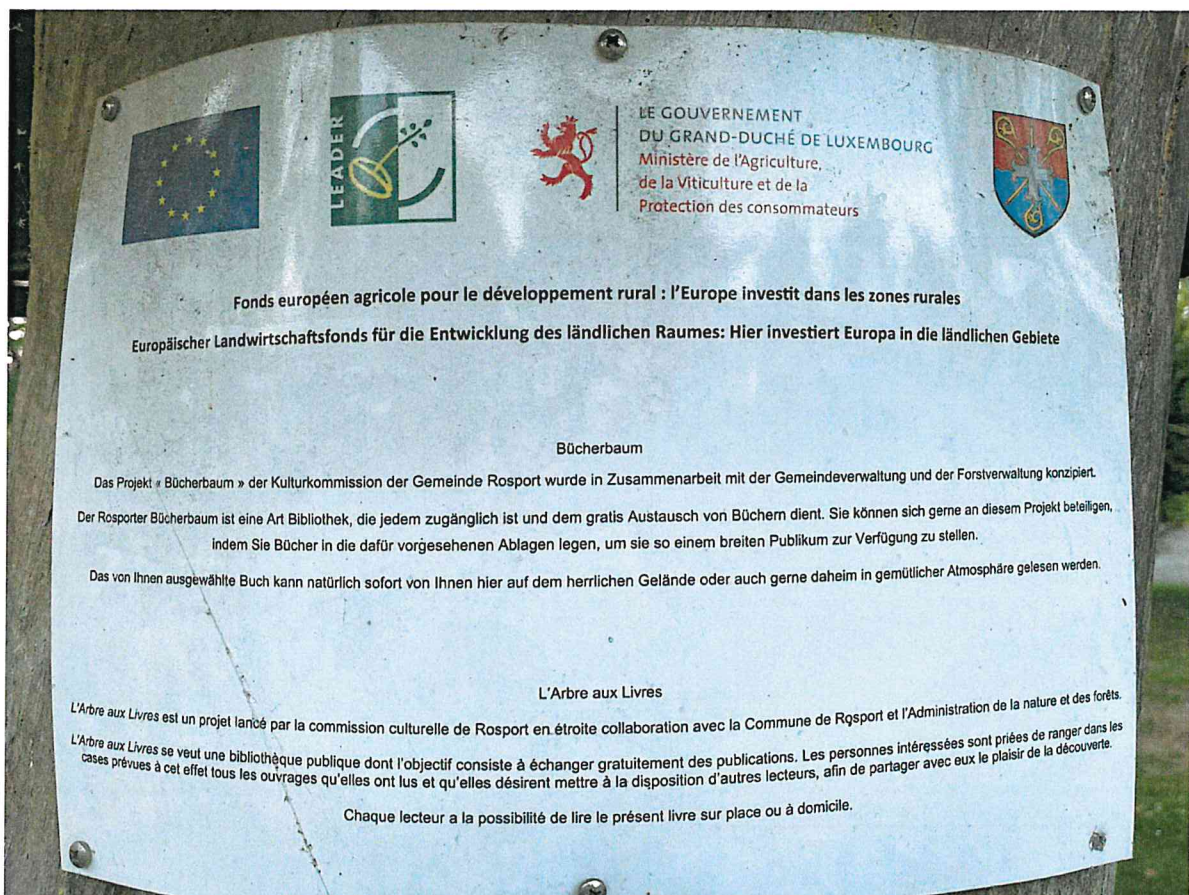 LEADER
LE GOUVERNEMENT
DU GRAND-DUCHÉ DE LUXEMBOURG
Ministère de l'Agriculture,
de la Viticulture et de la
Protection des consommateurs
Fonds européen agricole pour le développement rural : l'Europe investit dans les zones rurales
Europäischer Landwirtschaftsfonds für die Entwicklung des ländlichen Raumes: Hier investiert Europa in die ländlichen Gebiete
Bücherbaum
Das Projekt « Bücherbaum » der Kulturkommission der Gemeinde Rosport wurde in Zusammenarbeit mit der Gemeindeverwaltung und der Forstverwaltung konzipiert.
Der Rosporter Bücherbaum ist eine Art Bibliothek, die jedem zugänglich ist und dem gratis Austausch von Büchern dient. Sie können sich gerne an diesem Projekt beteiligen,
indem Sie Bücher in die dafür vorgesehenen Ablagen legen, um sie so einem breiten Publikum zur Verfügung zu stellen.
Das von Ihnen ausgewählte Buch kann natürlich sofort von Ihnen hier auf dem herrlichen Gelände oder auch gerne daheim in gemütlicher Atmosphäre gelesen werden.
L'Arbre aux Livres
L'Arbre aux Livres est un projet lancé par la commission culturelle de Rosport en étroite collaboration avec la Commune de Rosport et l'Administration de la nature et des forêts.
L'Arbre aux Livres se veut une bibliothèque publique dont l'objectif consiste à échanger gratuitement des publications. Les personnes intéressées sont priées de ranger dans les
cases prévues à cet effet tous les ouvrages qu'elles ont lus et qu'elles désirent mettre à la disposition d'autres lecteurs, afin de partager avec eux le plaisir de la découverte.
Chaque lecteur a la possibilité de lire le présent livre sur place ou à domicile.